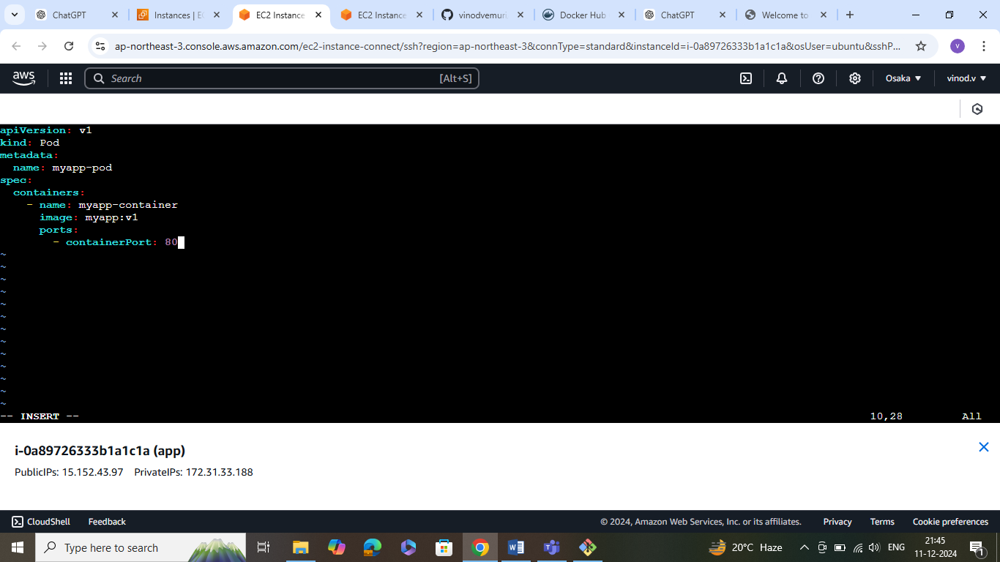 ChatGPT
Instances | E
EC2 Instance
EC2 Instance
vinodvemuri
Docker Hub
ChatGPT
Welcome to
ap-northeast-3.console.aws.amazon.com/ec2-instance-connect/ssh?region=ap-northeast-3&connType=standard&instanceId=i-0a89726333b1a1c1a&osUser=ubuntu&sshP...
v
aws
Search
[Alt+S]
Osaka
vinod.v
apiVersion: v1
kind: Pod
metadata:
  name: myapp-pod
spec:
  containers:
    - name: myapp-container
      image: myapp:v1
      ports:
        - containerPort: 80
~
~
~
~
~
~
~
~
~
~
~
~
~
-- INSERT --
10,28
All
i-0a89726333b1a1c1a (app)
PublicIPs: 15.152.43.97 PrivateIPs: 172.31.33.188
CloudShell
Feedback
© 2024, Amazon Web Services, Inc. or its affiliates.
Privacy
Terms
Cookie preferences
Type here to search
20°C Haze
ENG
21:45
11-12-2024
1